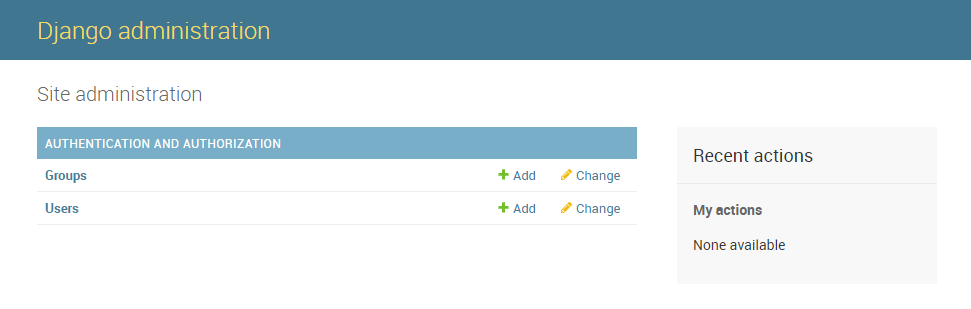 Django administration
Site administration
AUTHENTICATION AND AUTHORIZATION
Groups Add Change
Users Add Change
Recent actions
My actions
None available